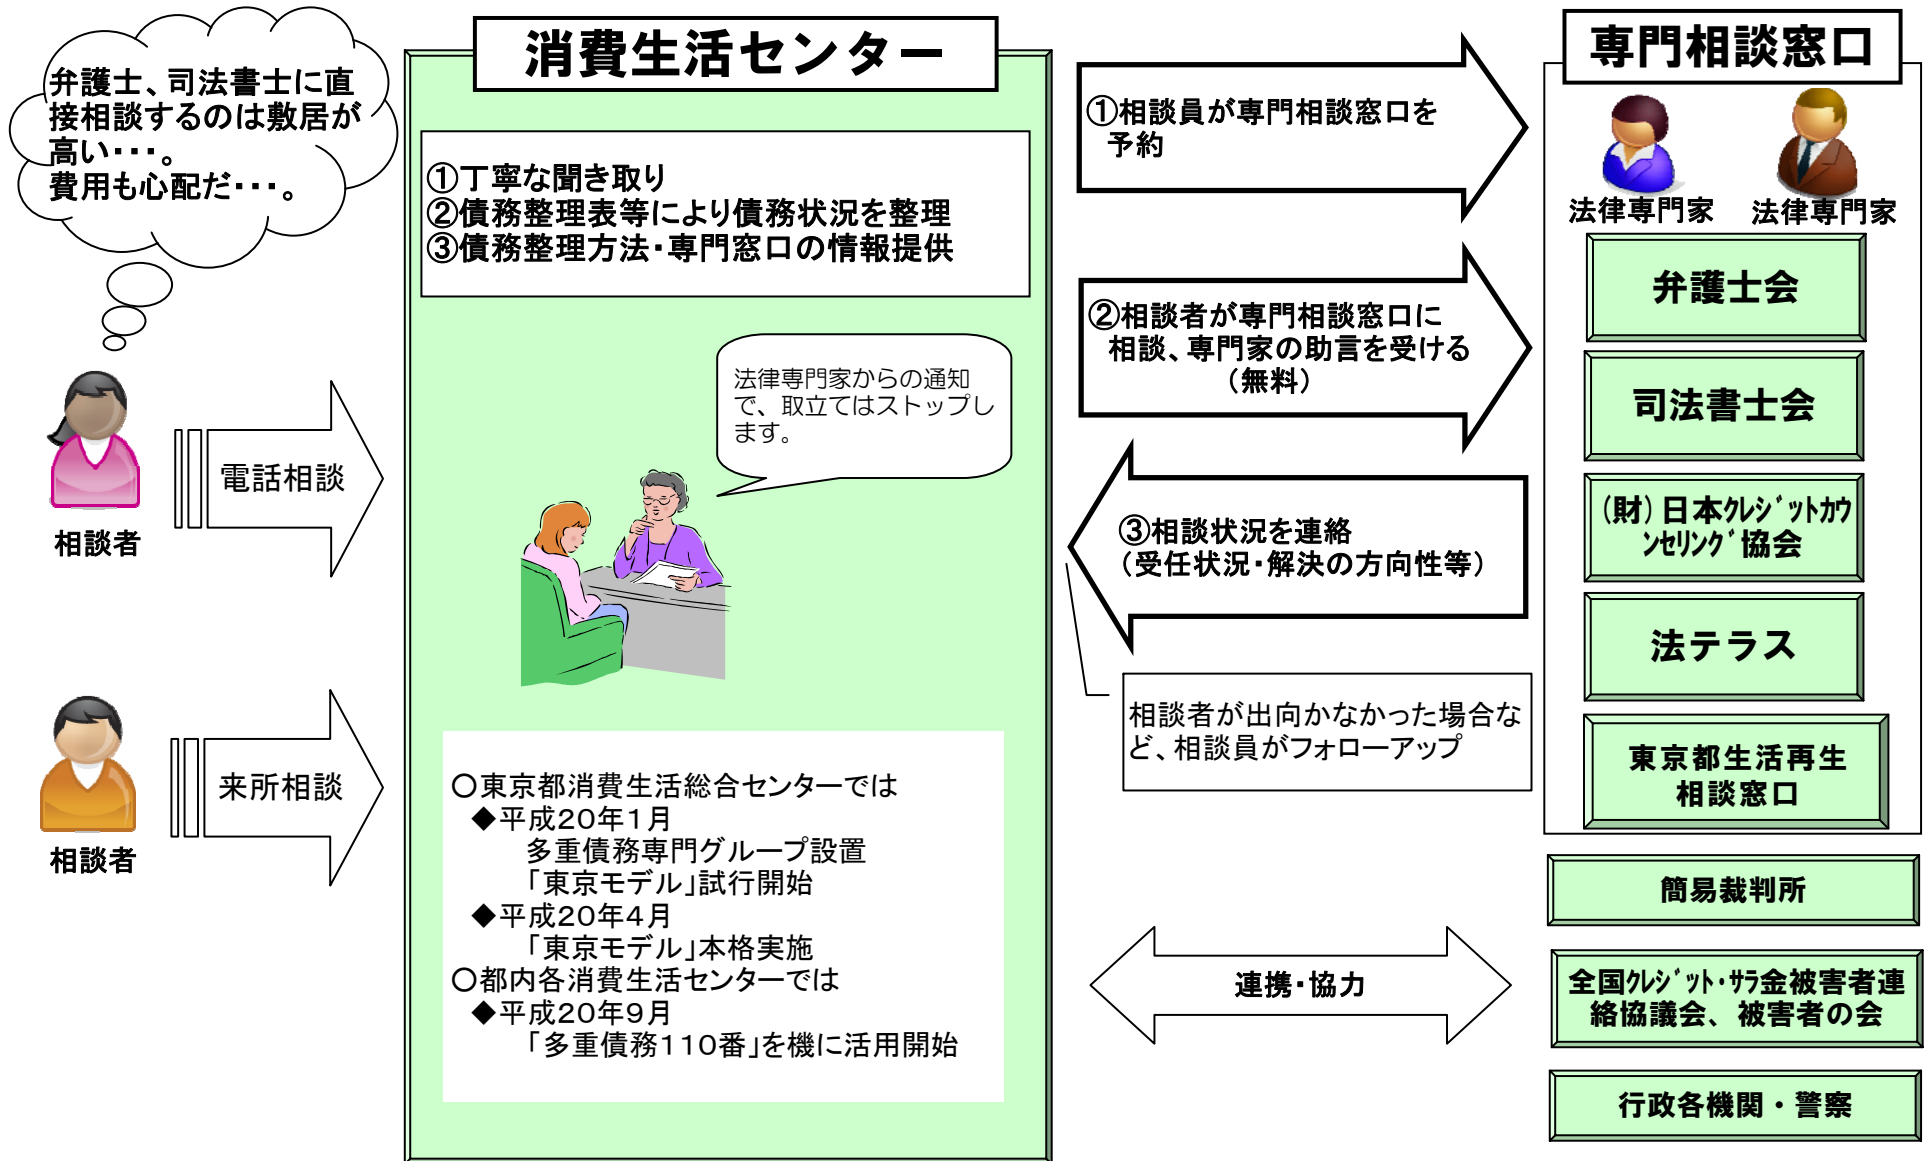 弁護士、司法書士に直
接相談するのは敷居が
高い・・・。
費用も心配だ・・・。
相談者
相談者
電話相談
来所相談
消費生活センター
①丁寧な聞き取り
②債務整理表等により債務状況を整理
③債務整理方法・専門窓口の情報提供
法律専門家からの通知
で、取立てはストップし
ます。
○東京都消費生活総合センターでは
◆平成20年1月
多重債務専門グループ設置
「東京モデル」試行開始
◆平成20年4月
「東京モデル」本格実施
○都内各消費生活センターでは
◆平成20年9月
「多重債務110番」を機に活用開始
①相談員が専門相談窓口を
予約
②相談者が専門相談窓口に
相談、専門家の助言を受ける
（無料）
③相談状況を連絡
（受任状況・解決の方向性等）
相談者が出向かなかった場合な
ど、相談員がフォローアップ
連携・協力
専門相談窓口
法律専門家 法律専門家
弁護士会
司法書士会
(財)日本ｸﾚｼﾞｯﾄｶｳ
ﾝｾﾘﾝｸﾞ協会
法テラス
東京都生活再生
相談窓口
簡易裁判所
全国ｸﾚｼﾞｯﾄ・ｻﾗ金被害者連
絡協議会、被害者の会
行政各機関・警察